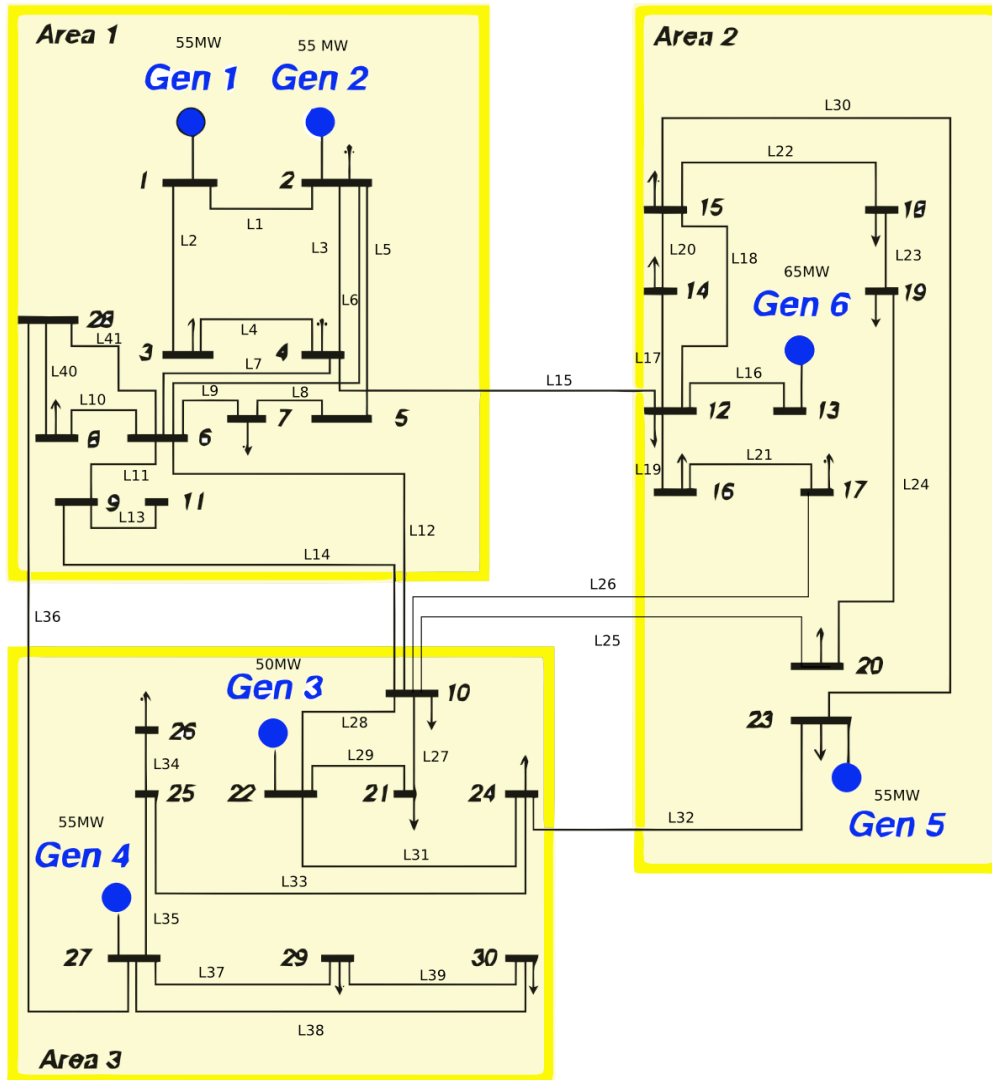 Area 1
55MW
55 MW
Gen 1
Gen 2
1
2
L1
L2
L3
L5
L6
28
L41
3
L4
4
L7
L40
L10
L9
L8
8
6
7
5
L11
9
11
L13
L12
L14
L15
Area 2
L30
L22
15
18
L20
L18
L23
65MW
14
Gen 6
19
L17
L16
12
13
L19
L21
16
17
L24
L26
L25
20
23
55MW
Gen 5
L36
50MW
Gen 3
10
26
L28
L29
L27
L34
25
22
21
24
55MW
L32
Gen 4
L31
L33
L35
27
29
30
L37
L39
L38
Area 3